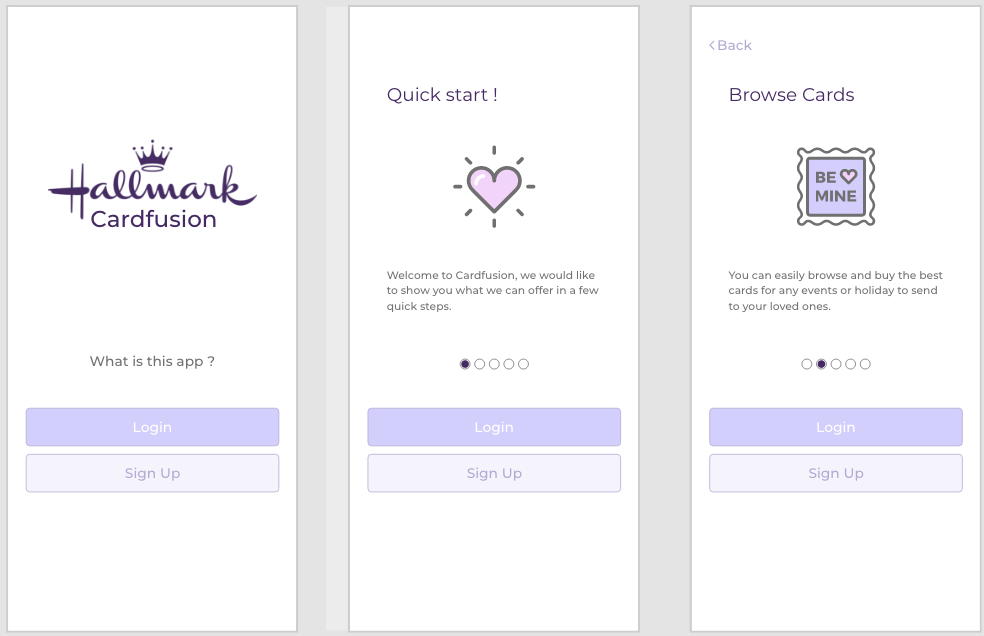 Hallmark
Cardfusion
What is this app ?
Login
Sign Up
Quick start !
Welcome to Cardfusion, we would like
to show you what we can offer in a few
quick steps.
Login
Sign Up
Back
Browse Cards
BE
MINE
You can easily browse and buy the best
cards for any events or holiday to send
to your loved ones.
Login
Sign Up